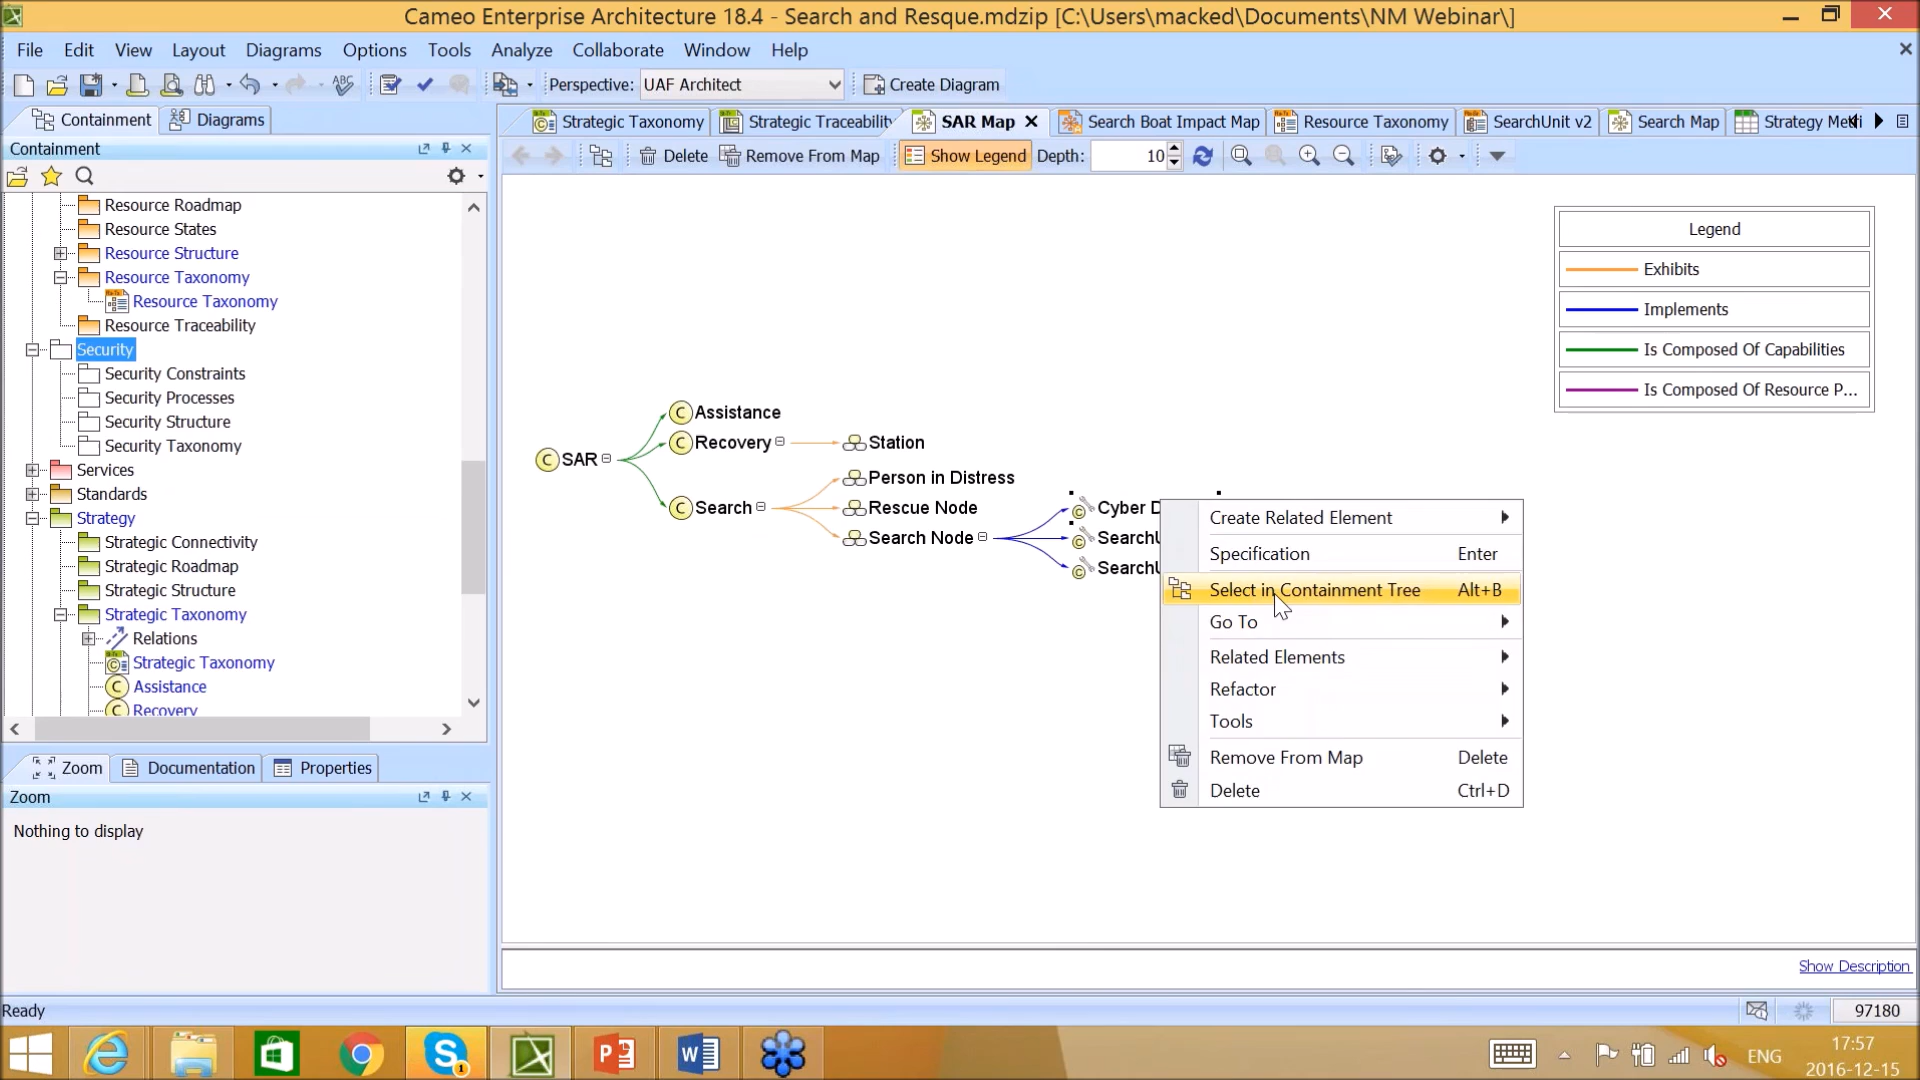 Cameo Enterprise Architecture 18.4 - Search and Resque.mdzip [C:\Users\macked\Documents\NM Webinar\]
File Edit View Layout Diagrams Options Tools Analyze Collaborate Window Help
Perspective: UAF Architect Create Diagram
Containment Diagrams
Strategic Taxonomy Strategic Traceability SAR Map Search Boat Impact Map Resource Taxonomy SearchUnit v2 Search Map Strategy
Containment
Delete Remove From Map Show Legend Depth: 10
Resource Roadmap
Resource States
Resource Structure
Resource Taxonomy
Resource Taxonomy
Resource Traceability
Security
Security Constraints
Security Processes
Security Structure
Security Taxonomy
Services
Standards
Strategy
Strategic Connectivity
Strategic Roadmap
Strategic Structure
Strategic Taxonomy
Relations
Strategic Taxonomy
C Assistance
C Recovery
Legend
Exhibits
Implements
Is Composed Of Capabilities
Is Composed Of Resource P...
C SAR
C Assistance
C Recovery
Station
C Search
Person in Distress
Rescue Node
Search Node
Cyber
Create Related Element
Specification Enter
Select in Containment Tree Alt+B
Go To
Related Elements
Refactor
Tools
Remove From Map Delete
Delete Ctrl+D
Zoom Documentation Properties
Zoom
Nothing to display
Show Description
Ready
97180
ENG
17:57
2016-12-15